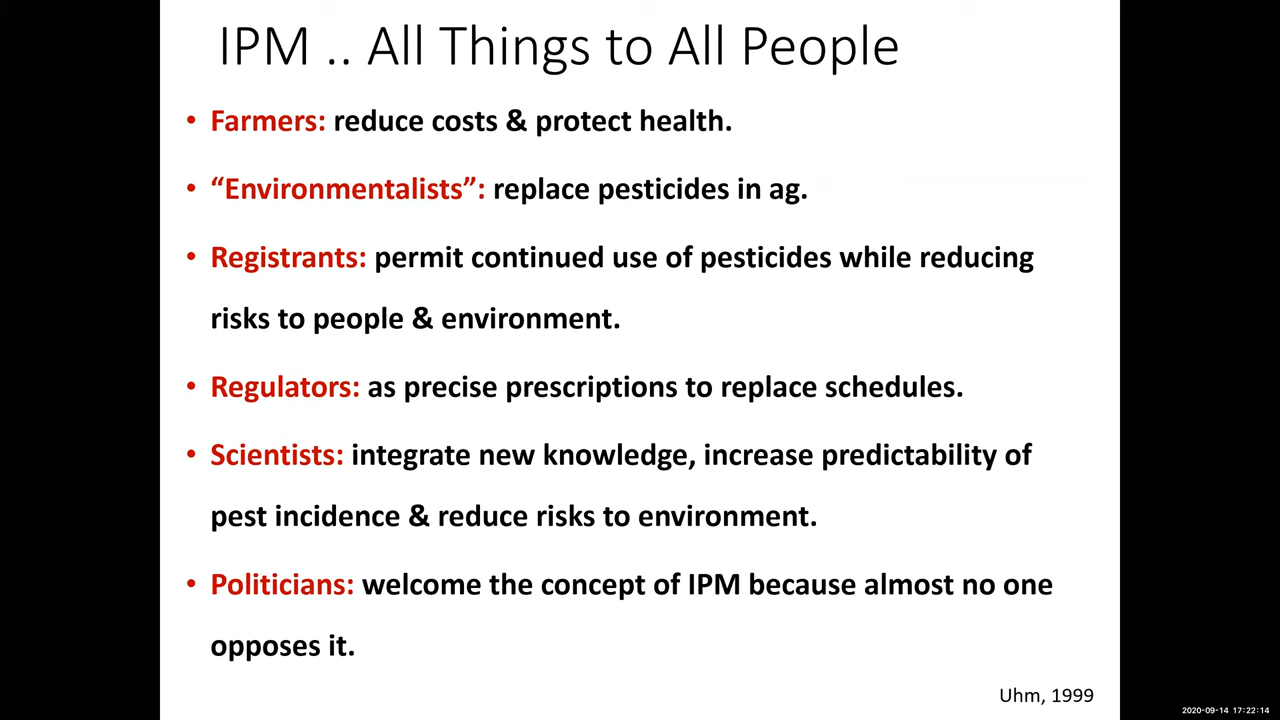 IPM .. All Things to All People
• Farmers: reduce costs & protect health.
• “Environmentalists”: replace pesticides in ag.
• Registrants: permit continued use of pesticides while reducing
risks to people & environment.
• Regulators: as precise prescriptions to replace schedules.
• Scientists: integrate new knowledge, increase predictability of
pest incidence & reduce risks to environment.
• Politicians: welcome the concept of IPM because almost no one
opposes it.
Uhm, 1999
2020-09-14 17:22:14